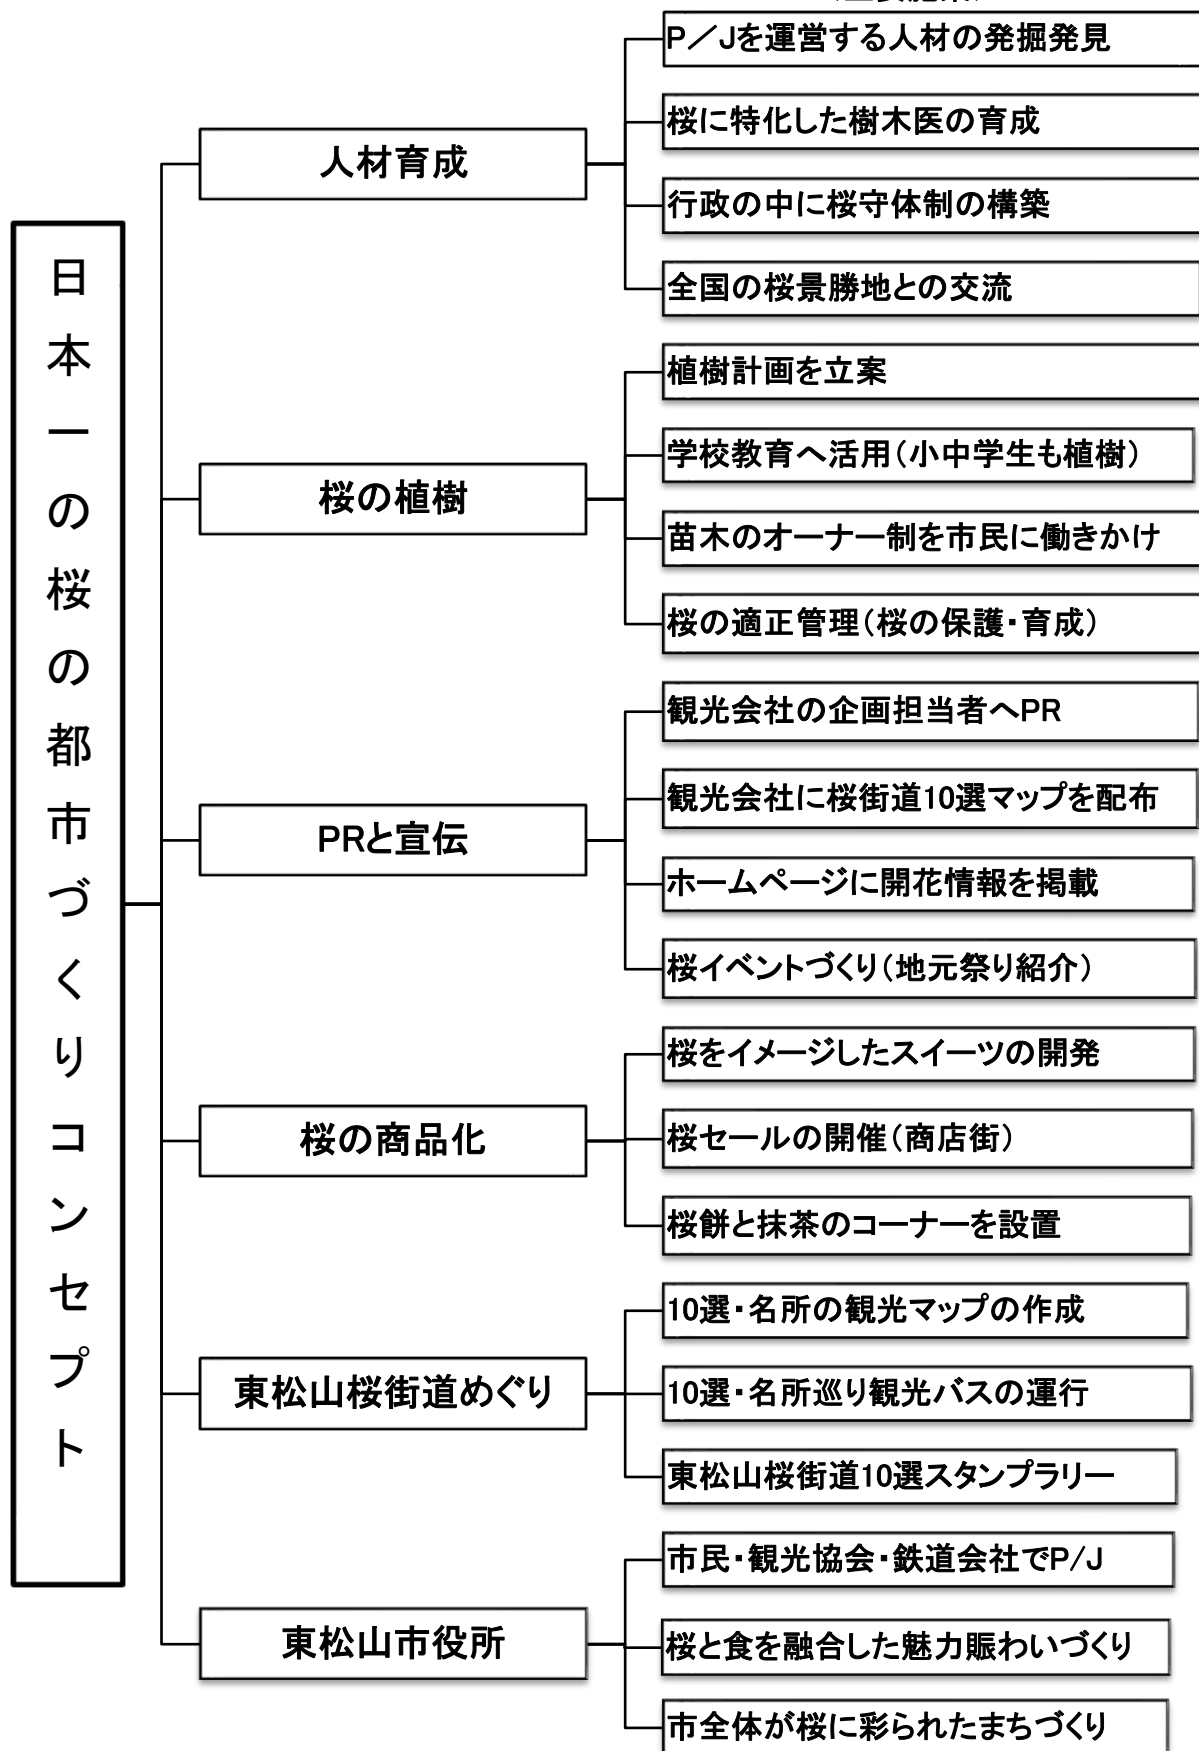 日本一の桜の都市づくりコンセプト
人材育成
P／Jを運営する人材の発掘発見
桜に特化した樹木医の育成
行政の中に桜守体制の構築
全国の桜景勝地との交流
桜の植樹
植樹計画を立案
学校教育へ活用（小中学生も植樹）
苗木のオーナー制を市民に働きかけ
桜の適正管理（桜の保護・育成）
PRと宣伝
観光会社の企画担当者へPR
観光会社に桜街道10選マップを配布
ホームページに開花情報を掲載
桜イベントづくり（地元祭り紹介）
桜の商品化
桜をイメージしたスイーツの開発
桜セールの開催（商店街）
桜餅と抹茶のコーナーを設置
東松山桜街道めぐり
10選・名所の観光マップの作成
10選・名所巡り観光バスの運行
東松山桜街道10選スタンプラリー
東松山市役所
市民・観光協会・鉄道会社でP/J
桜と食を融合した魅力賑わいづくり
市全体が桜に彩られたまちづくり